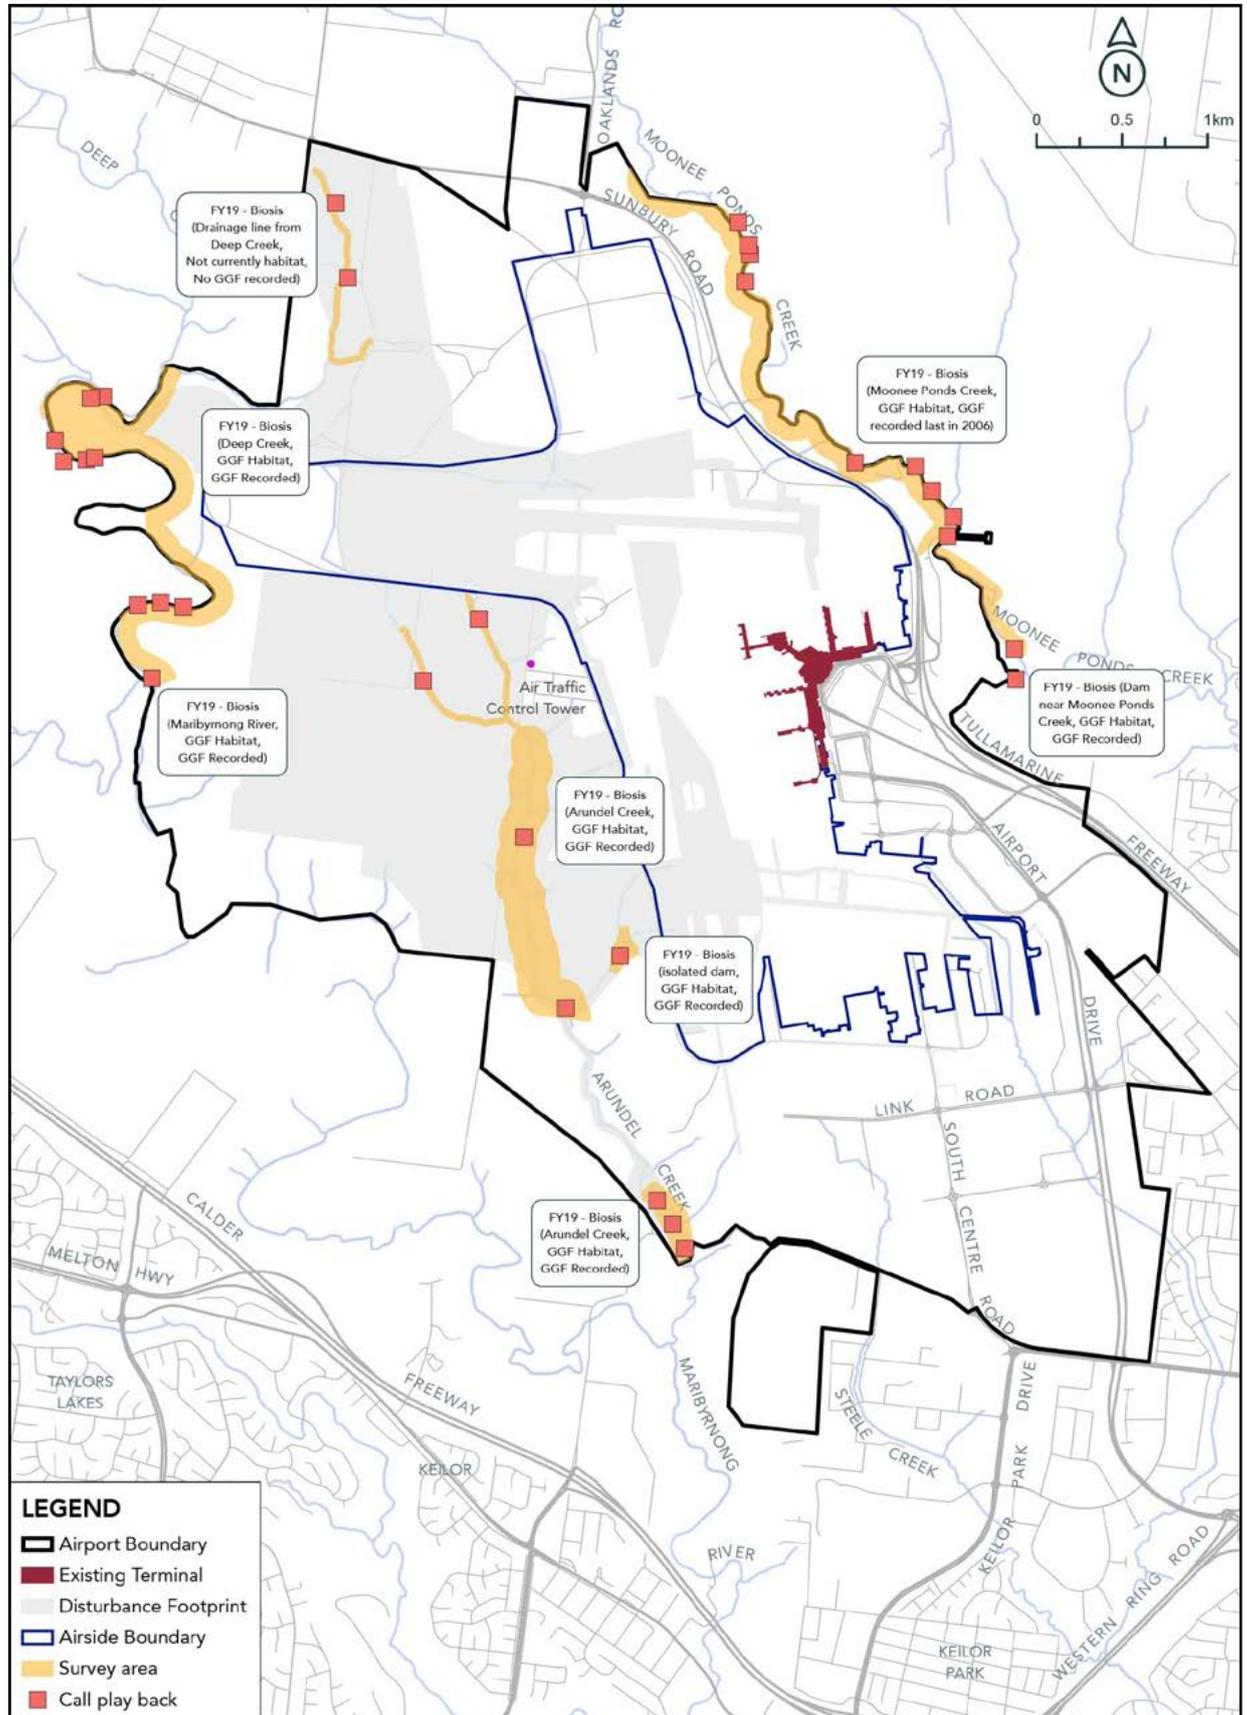 OAKLANDS RO
N
0 0.5 1km
MOONEE PONDS
DEEP
C
SUNBURY ROAD
CREEK
FY19 - Biosis
(Drainage line from
Deep Creek,
Not currently habitat,
No GGF recorded)
FY19 - Biosis
(Moonee Ponds Creek,
GGF Habitat, GGF
recorded last in 2006)
FY19 - Biosis
(Deep Creek,
GGF Habitat,
GGF Recorded)
MOONEE PONDS CREEK
Air Traffic
Control Tower
FY19 - Biosis (Dam
near Moonee Ponds
Creek, GGF Habitat,
GGF Recorded)
FY19 - Biosis
(Maribyrnong River,
GGF Habitat,
GGF Recorded)
TULLAMARINE
FREEWAY
FY19 - Biosis
(Arundel Creek,
GGF Habitat,
GGF Recorded)
AIRPORT
DRIVE
FY19 - Biosis
(isolated dam,
GGF Habitat,
GGF Recorded)
ARUNDEL
CREEK
LINK ROAD
SOUTH
CENTRE
ROAD
FY19 - Biosis
(Arundel Creek,
GGF Habitat,
GGF Recorded)
CALDER
FREEWAY
MELTON HWY
TAYLORS
LAKES
KEILOR
MARIBYRNONG
RIVER
STEELE
CREEK
KEILOR PARK DRIVE
KEILOR
PARK
WESTERN RING ROAD
LEGEND
Airport Boundary
Existing Terminal
Disturbance Footprint
Airside Boundary
Survey area
Call play back